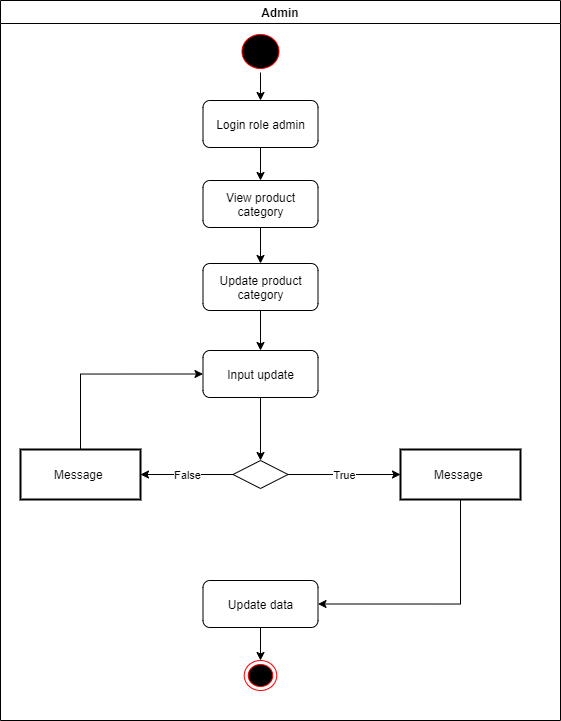 Admin
Login role admin
View product
category
Update product
category
Input update
Message
False
True
Message
Update data